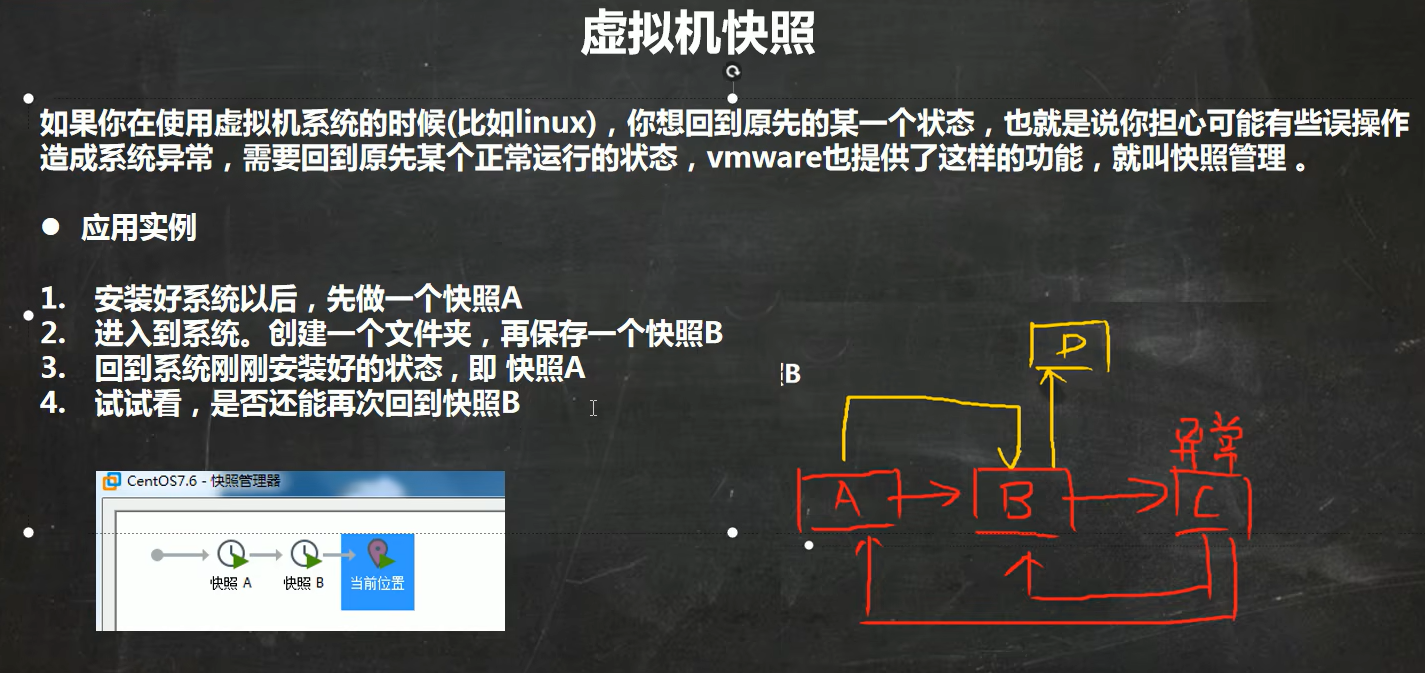 虚拟机快照
如果你在使用虚拟机系统的时候(比如linux)，你想回到原先的某一个状态，也就是说你担心可能有些误操作
造成系统异常，需要回到原先某个正常运行的状态，vmware也提供了这样的功能，就叫快照管理 。
● 应用实例
1. 安装好系统以后，先做一个快照A
2. 进入到系统。创建一个文件夹，再保存一个快照B
3. 回到系统刚刚安装好的状态，即 快照A
4. 试试看，是否还能再次回到快照B
B
D
异常
A
B
C
CentOS7.6 - 快照管理器
快照 A
快照 B
当前位置